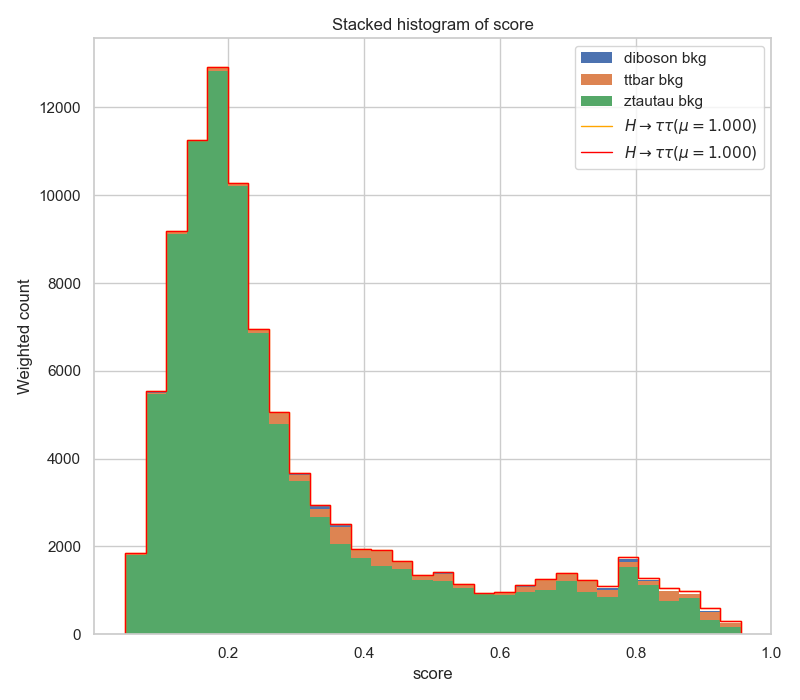 Stacked histogram of score
diboson bkg
ttbar bkg
ztautau bkg
H → ττ(μ = 1.000)
H → ττ(μ = 1.000)
Weighted count
12000
10000
8000
6000
4000
2000
0
0.2 0.4 0.6 0.8 1.0
score